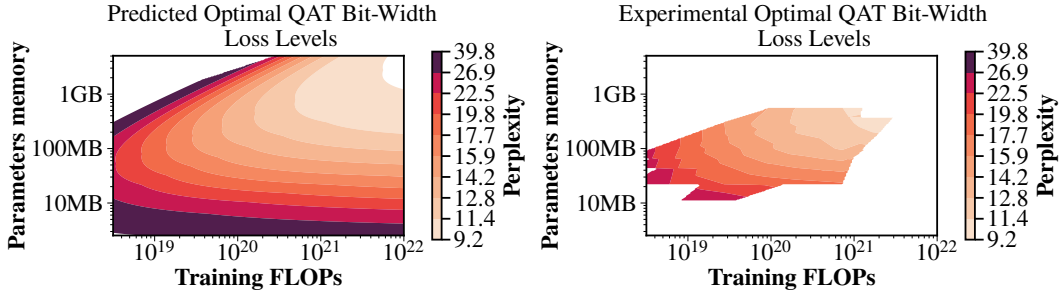 Predicted Optimal QAT Bit-Width
Loss Levels
Parameters memory
1GB
100MB
10MB
10^19
10^20
10^21
10^22
Training FLOPs
39.8
26.9
22.5
19.8
17.7
15.9
14.2
12.8
11.4
9.2
Perplexity
Experimental Optimal QAT Bit-Width
Loss Levels
Parameters memory
1GB
100MB
10MB
10^19
10^20
10^21
10^22
Training FLOPs
39.8
26.9
22.5
19.8
17.7
15.9
14.2
12.8
11.4
9.2
Perplexity